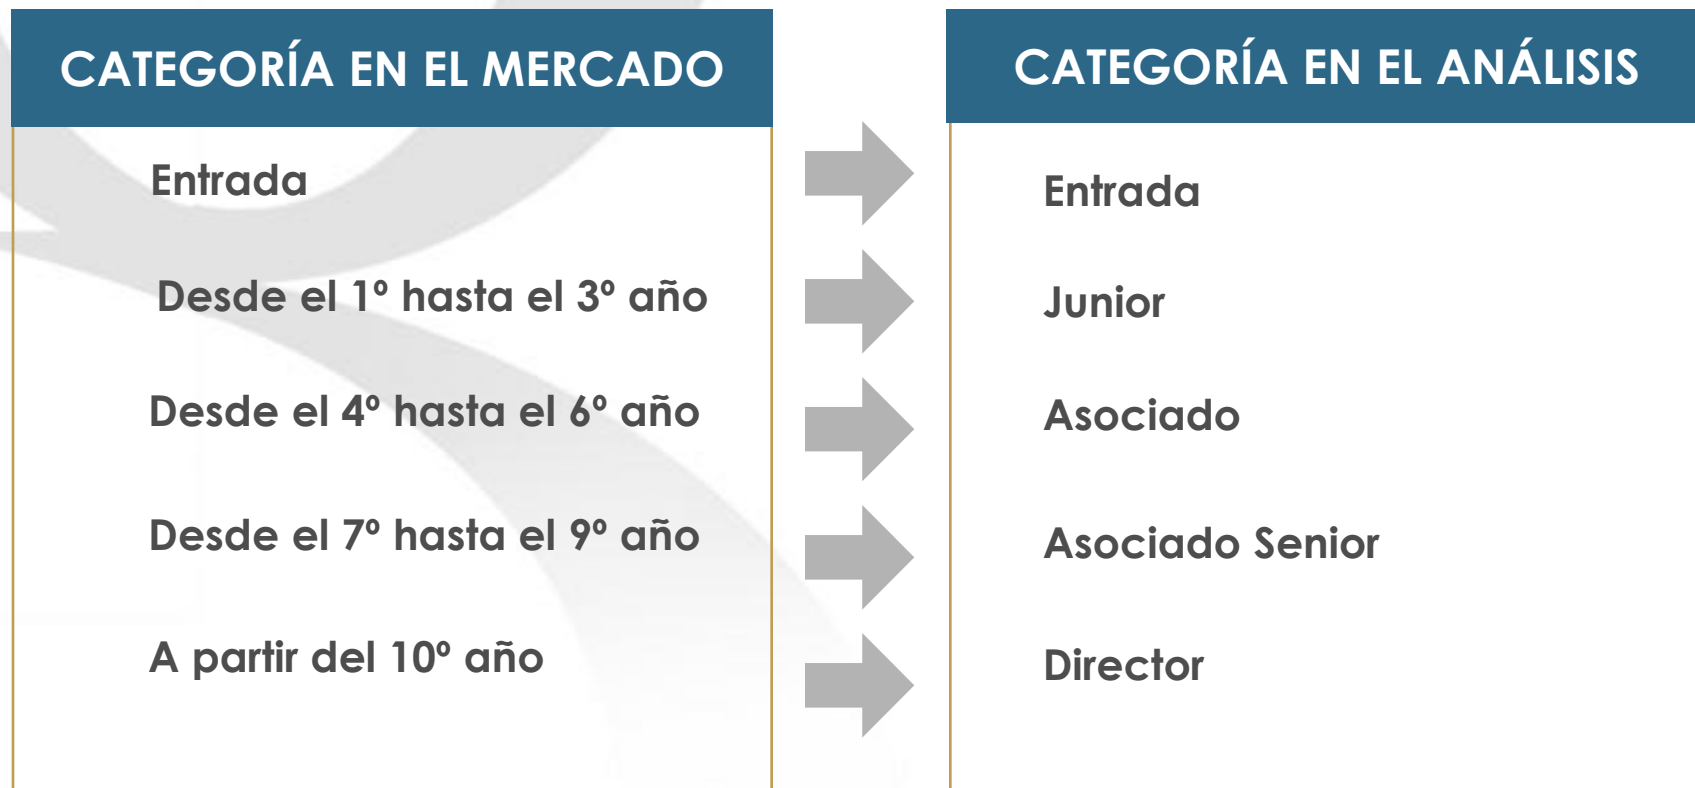 CATEGORÍA EN EL MERCADO
Entrada
Desde el 1º hasta el 3º año
Desde el 4º hasta el 6º año
Desde el 7º hasta el 9º año
A partir del 10º año
CATEGORÍA EN EL ANÁLISIS
Entrada
Junior
Asociado
Asociado Senior
Director